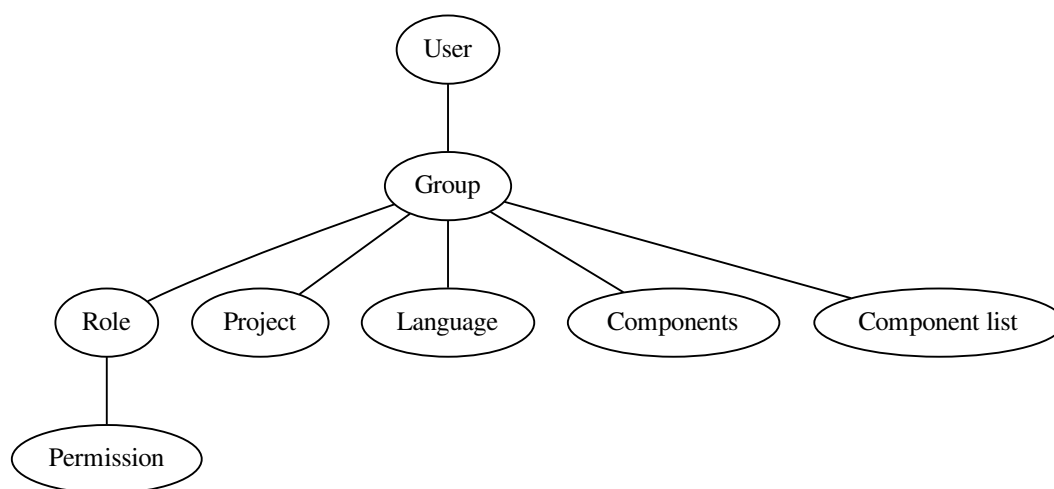 User
Group
Role
Project
Language
Components
Component list
Permission